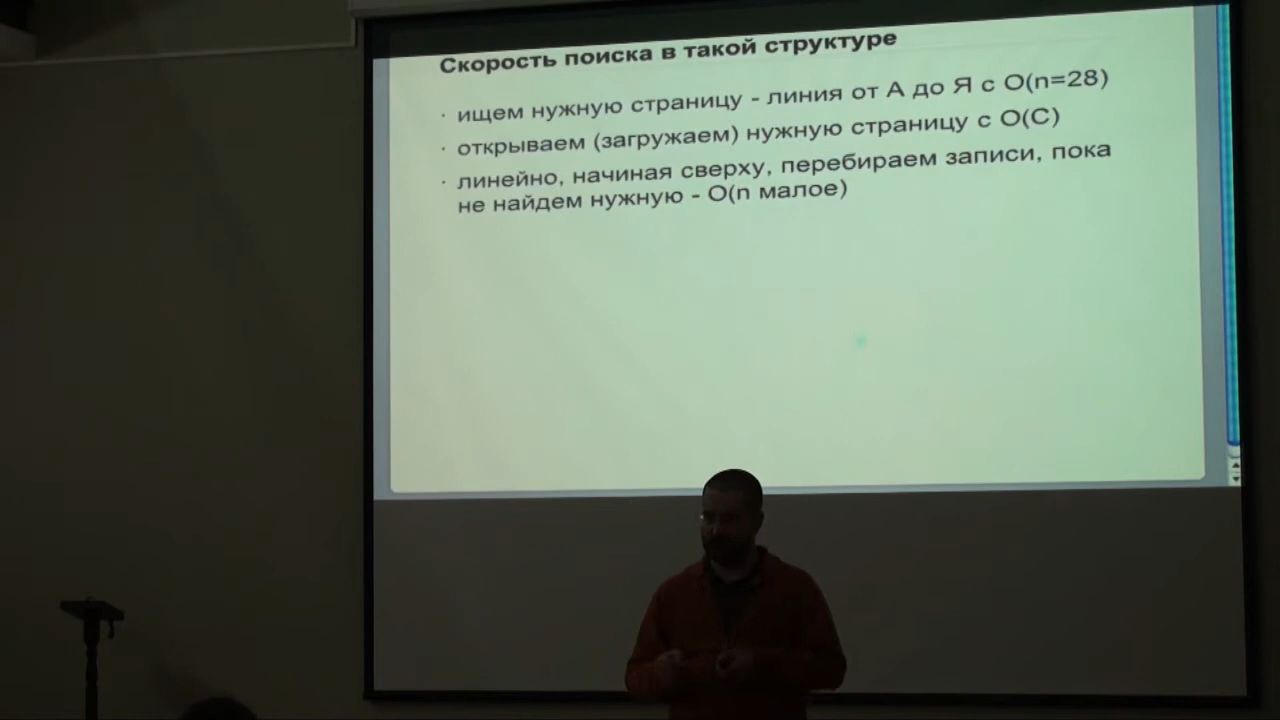 Скорость поиска в такой структуре
· ищем нужную страницу - линия от А до Я с O(n=28)
· открываем (загружаем) нужную страницу с O(C)
· линейно, начиная сверху, перебираем записи, пока
не найдем нужную - O(n малое)